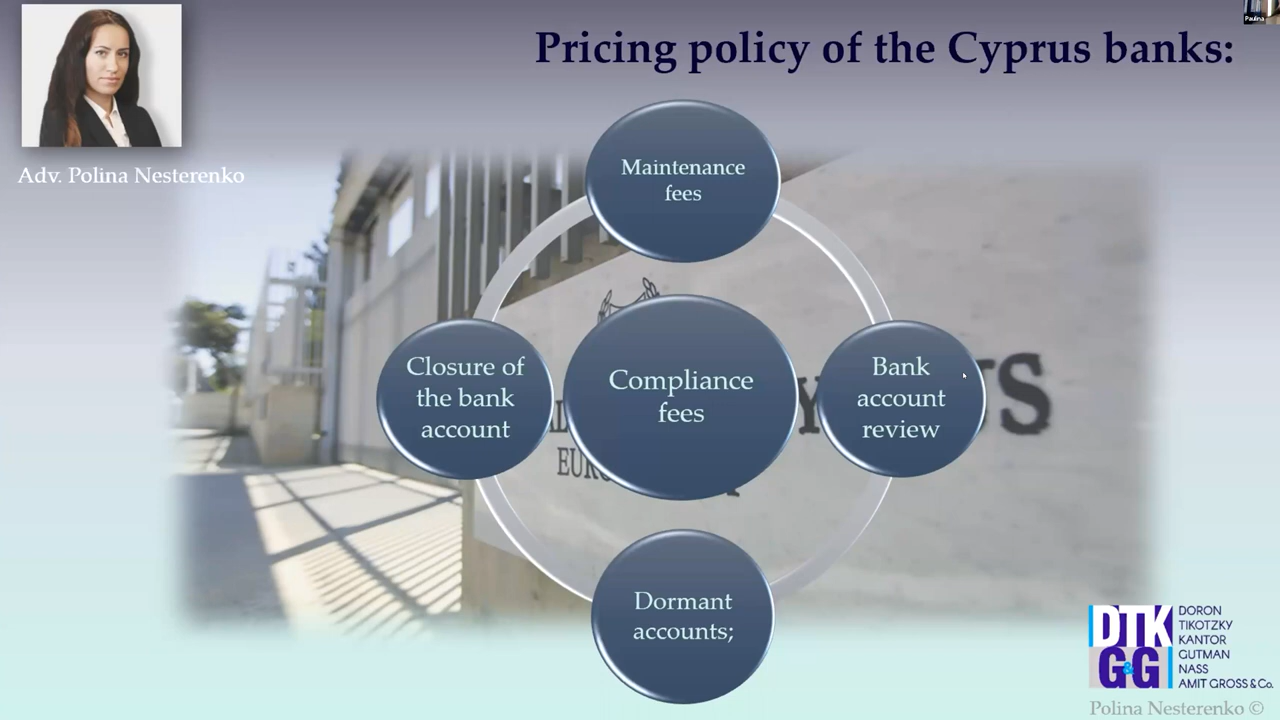 Paulina
Pricing policy of the Cyprus banks:
Adv. Polina Nesterenko
Maintenance
fees
Closure of
the bank
account
Compliance
fees
Bank
account
review
Dormant
accounts;
DTK
G&G
DORON
TIKOTZKY
KANTOR
GUTMAN
NASS
AMIT GROSS & Co.
Polina Nesterenko ©